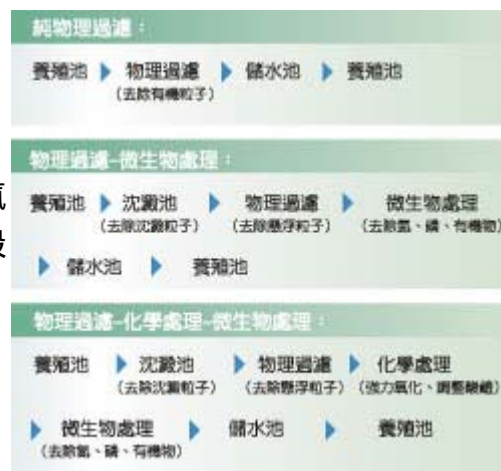 純物理過濾：
養殖池 ▶ 物理過濾 ▶ 儲水池 ▶ 養殖池
（去除有機粒子）
物理過濾-微生物處理：
養殖池 ▶ 沈澱池 ▶ 物理過濾 ▶ 微生物處理
（去除沈澱粒子） （去除懸浮粒子） （去除氮、磷、有機物）
▶ 儲水池 ▶ 養殖池
物理過濾-化學處理-微生物處理：
養殖池 ▶ 沈澱池 ▶ 物理過濾 ▶ 化學處理
（去除沈澱粒子） （去除懸浮粒子） （強力氧化、調整酸鹼）
▶ 微生物處理 ▶ 儲水池 ▶ 養殖池
（去除氮、磷、有機物）